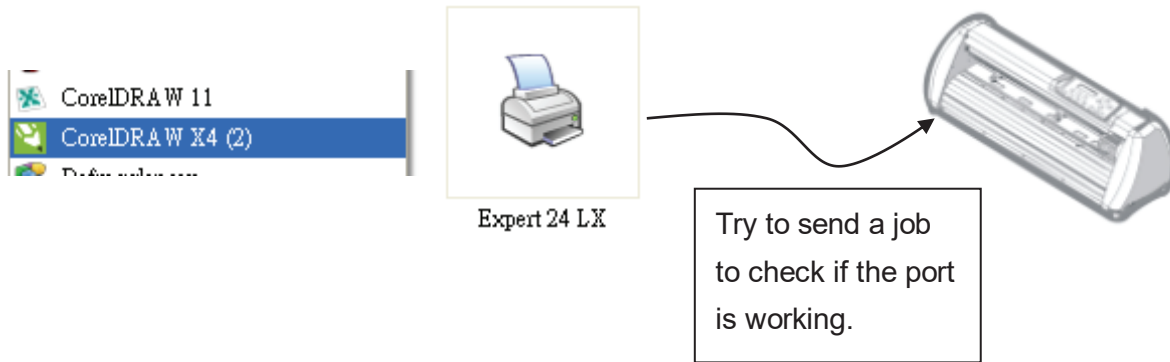 CorelDRAW 11
CorelDRAW X4 (2)
Expert 24 LX
Try to send a job
to check if the port
is working.